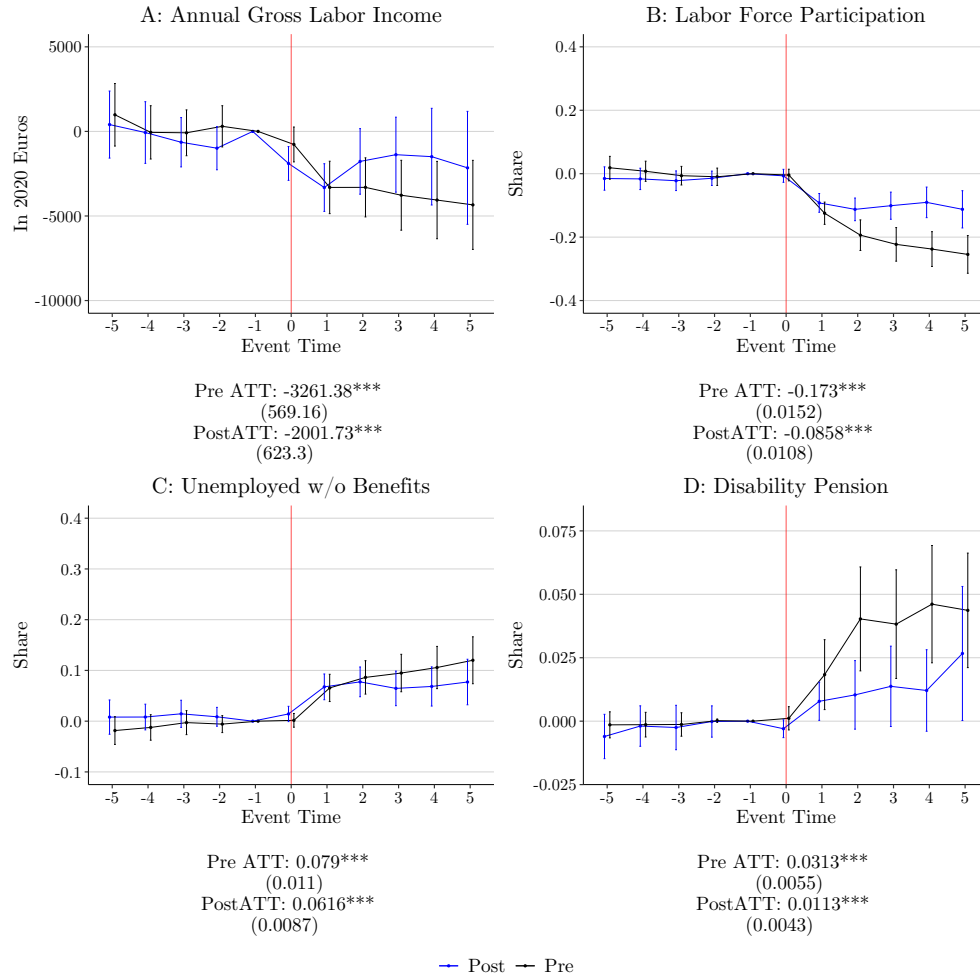 A: Annual Gross Labor Income
B: Labor Force Participation
5000
0
-5000
-10000
In 2020 Euros
-5 -4 -3 -2 -1 0 1 2 3 4 5
Event Time
0.4
0.2
0.0
-0.2
-0.4
Share
-5 -4 -3 -2 -1 0 1 2 3 4 5
Event Time
Pre ATT: -3261.38***
(569.16)
PostATT: -2001.73***
(623.3)
Pre ATT: -0.173***
(0.0152)
PostATT: -0.0858***
(0.0108)
C: Unemployed w/o Benefits
D: Disability Pension
0.4
0.3
0.2
0.1
0.0
-0.1
Share
-5 -4 -3 -2 -1 0 1 2 3 4 5
Event Time
0.075
0.050
0.025
0.000
-0.025
Share
-5 -4 -3 -2 -1 0 1 2 3 4 5
Event Time
Pre ATT: 0.079***
(0.011)
PostATT: 0.0616***
(0.0087)
Pre ATT: 0.0313***
(0.0055)
PostATT: 0.0113***
(0.0043)
Post Pre